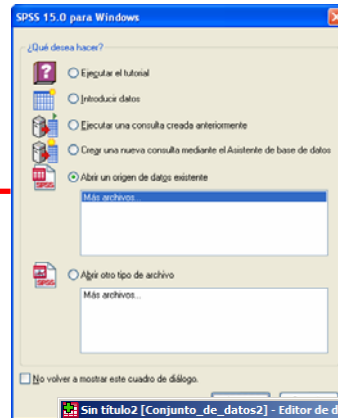 SPSS 15.0 para Windows
¿Qué desea hacer?
Ejecutar el tutorial
Introducir datos
Ejecutar una consulta creada anteriormente
Crear una nueva consulta mediante el Asistente de base de datos
Abrir un origen de datos existente
Más archivos...
Abrir otro tipo de archivo
Más archivos...
No volver a mostrar este cuadro de diálogo.
Sin título2 [Conjunto_de_datos2] - Editor de d